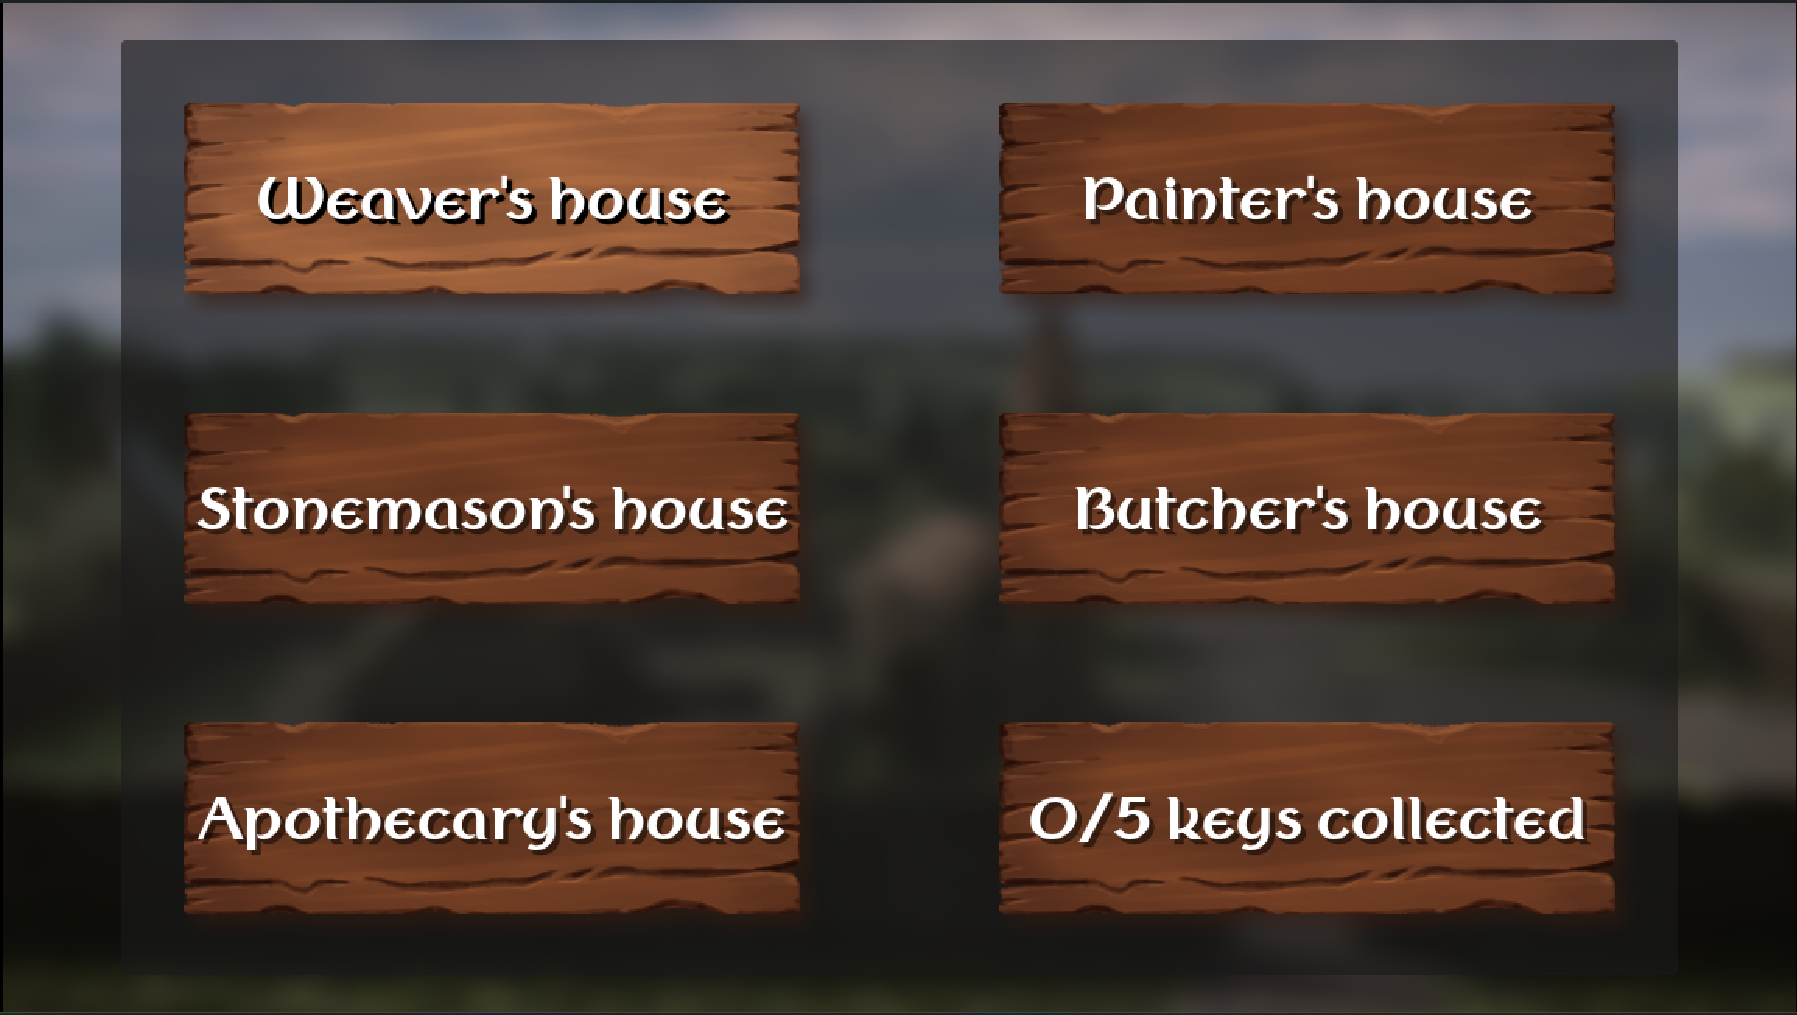 Weaver's house
Painter's house
Stonemason's house
Butcher's house
Apothecary's house
0/5 keys collected